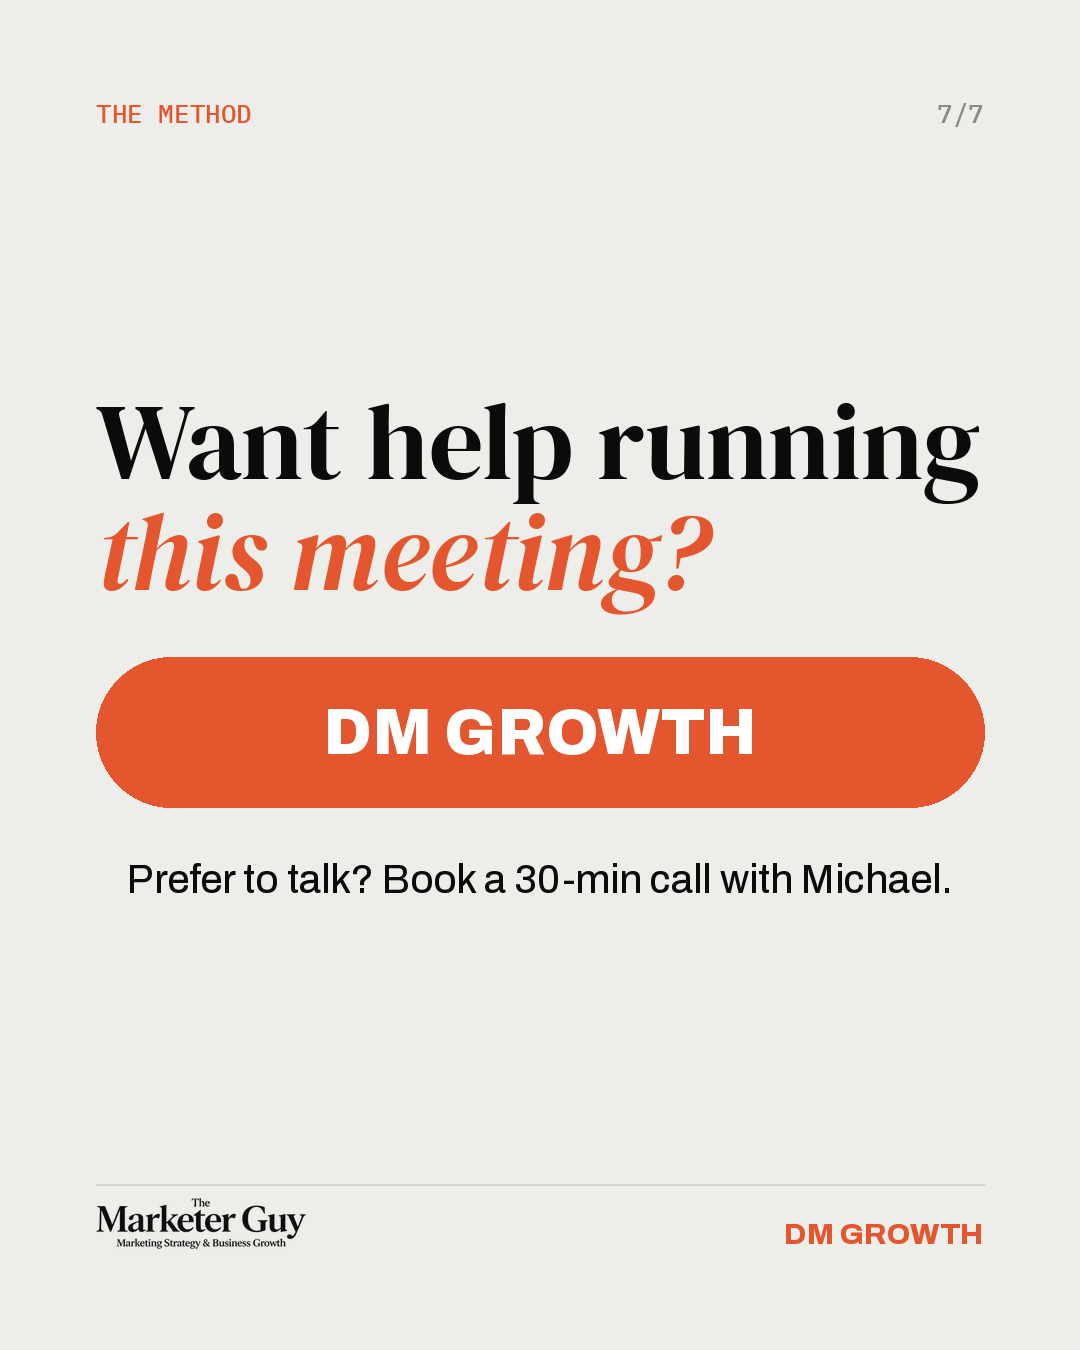 THE METHOD
7/7
Want help running
this meeting?
DM GROWTH
Prefer to talk? Book a 30-min call with Michael.
The
Marketer Guy
Marketing Strategy & Business Growth
DM GROWTH